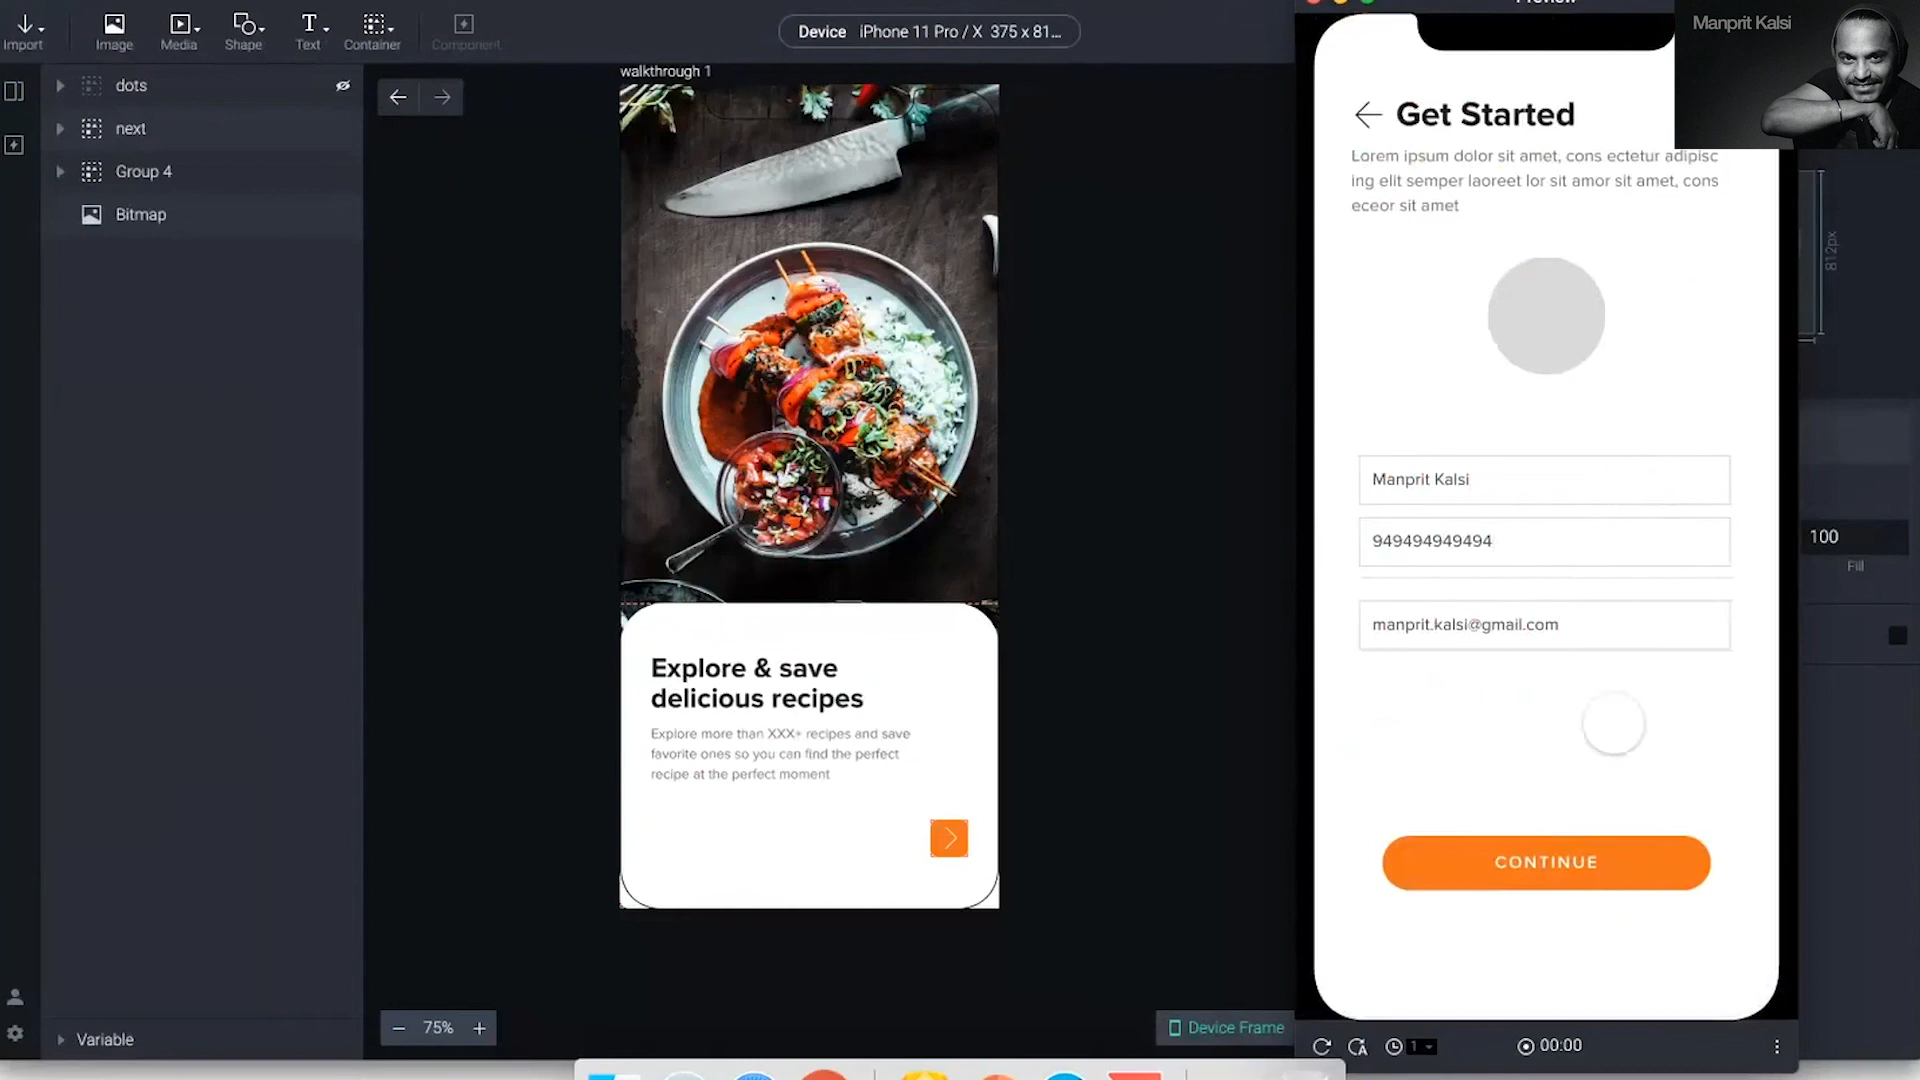 Import
Image
Media
Shape
Text
Container
Component
Device iPhone 11 Pro / X 375 x 81...
Preview
Manprit Kalsi
dots
next
Group 4
Bitmap
walkthrough 1
Explore & save
delicious recipes
Explore more than XXX+ recipes and save
favorite ones so you can find the perfect
recipe at the perfect moment
Get Started
Lorem ipsum dolor sit amet, cons ectetur adipisc
ing elit semper laoreet lor sit amor sit amet, cons
eceor sit amet
Manprit Kalsi
949494949494
manprit.kalsi@gmail.com
CONTINUE
812px
100
Fill
Variable
75%
Device Frame
1
00:00